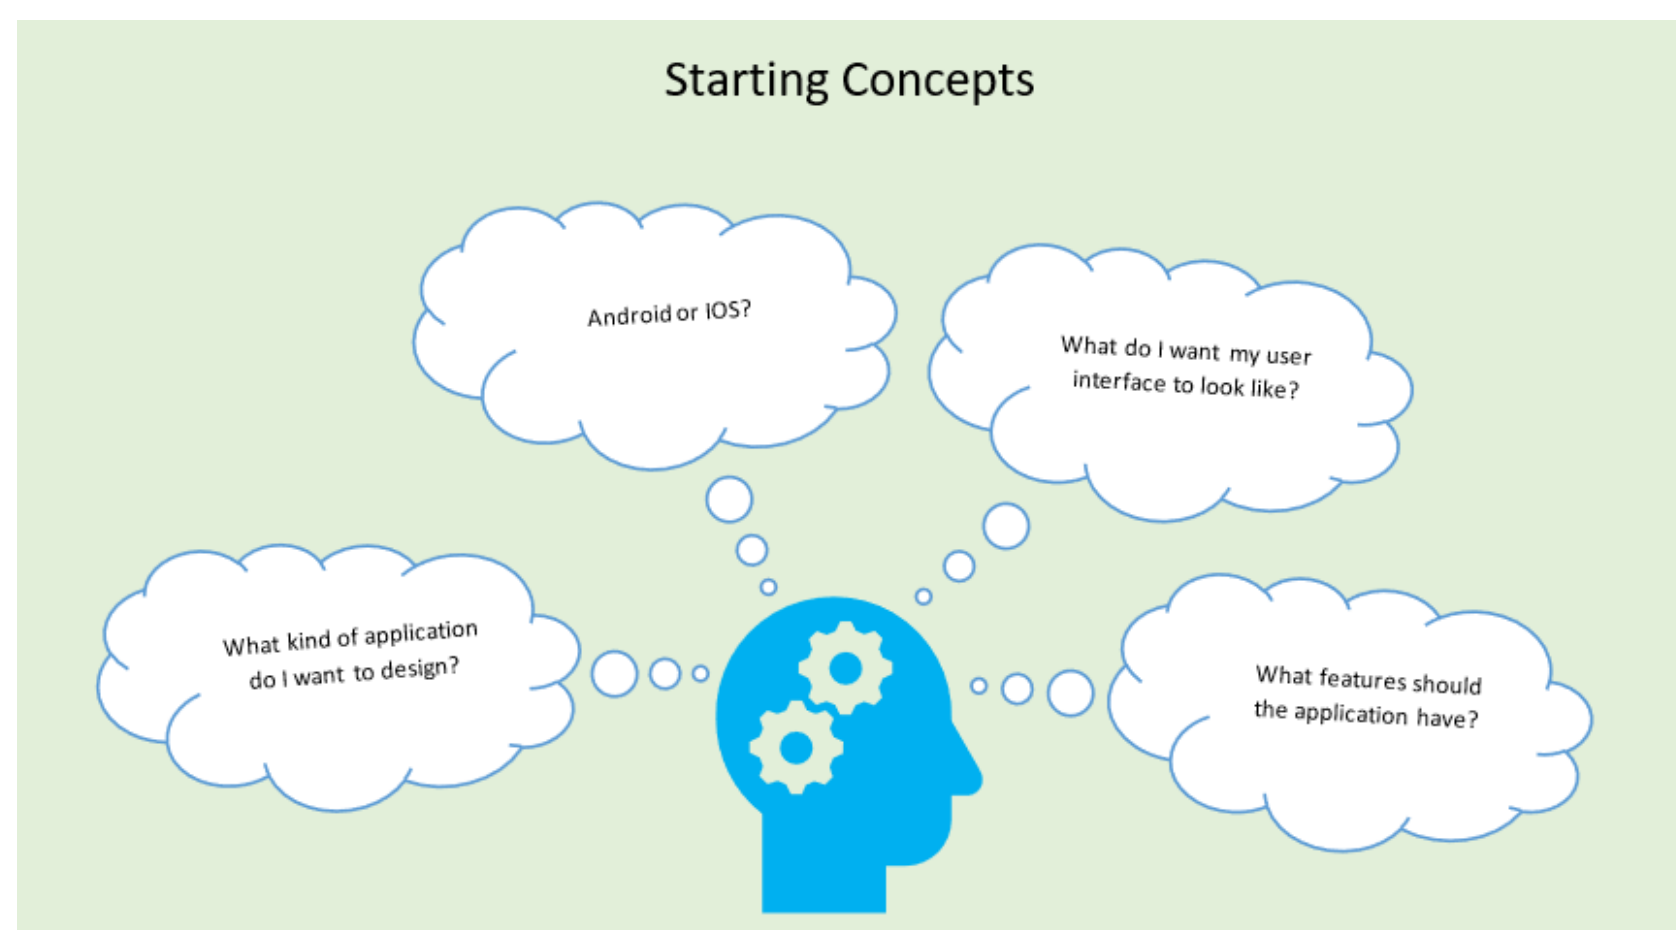 Starting Concepts
Android or IOS?
What do I want my user
interface to look like?
What kind of application
do I want to design?
What features should
the application have?